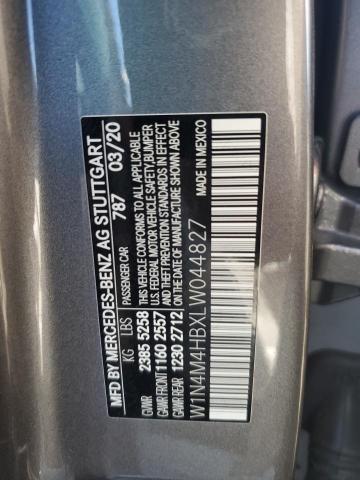 MFD BY MERCEDES-BENZ AG STUTTGART
787 03/20
PASSENGER CAR
KG LBS
GVWR 2385 5258
GAWR FRONT 1160 2557
GAWR REAR 1230 2712
THIS VEHICLE CONFORMS TO ALL APPLICABLE
U.S. FEDERAL MOTOR VEHICLE SAFETY, BUMPER
AND THEFT PREVENTION STANDARDS IN EFFECT
ON THE DATE OF MANUFACTURE SHOWN ABOVE
W1N4M4HBXLW044827
MADE IN MEXICO